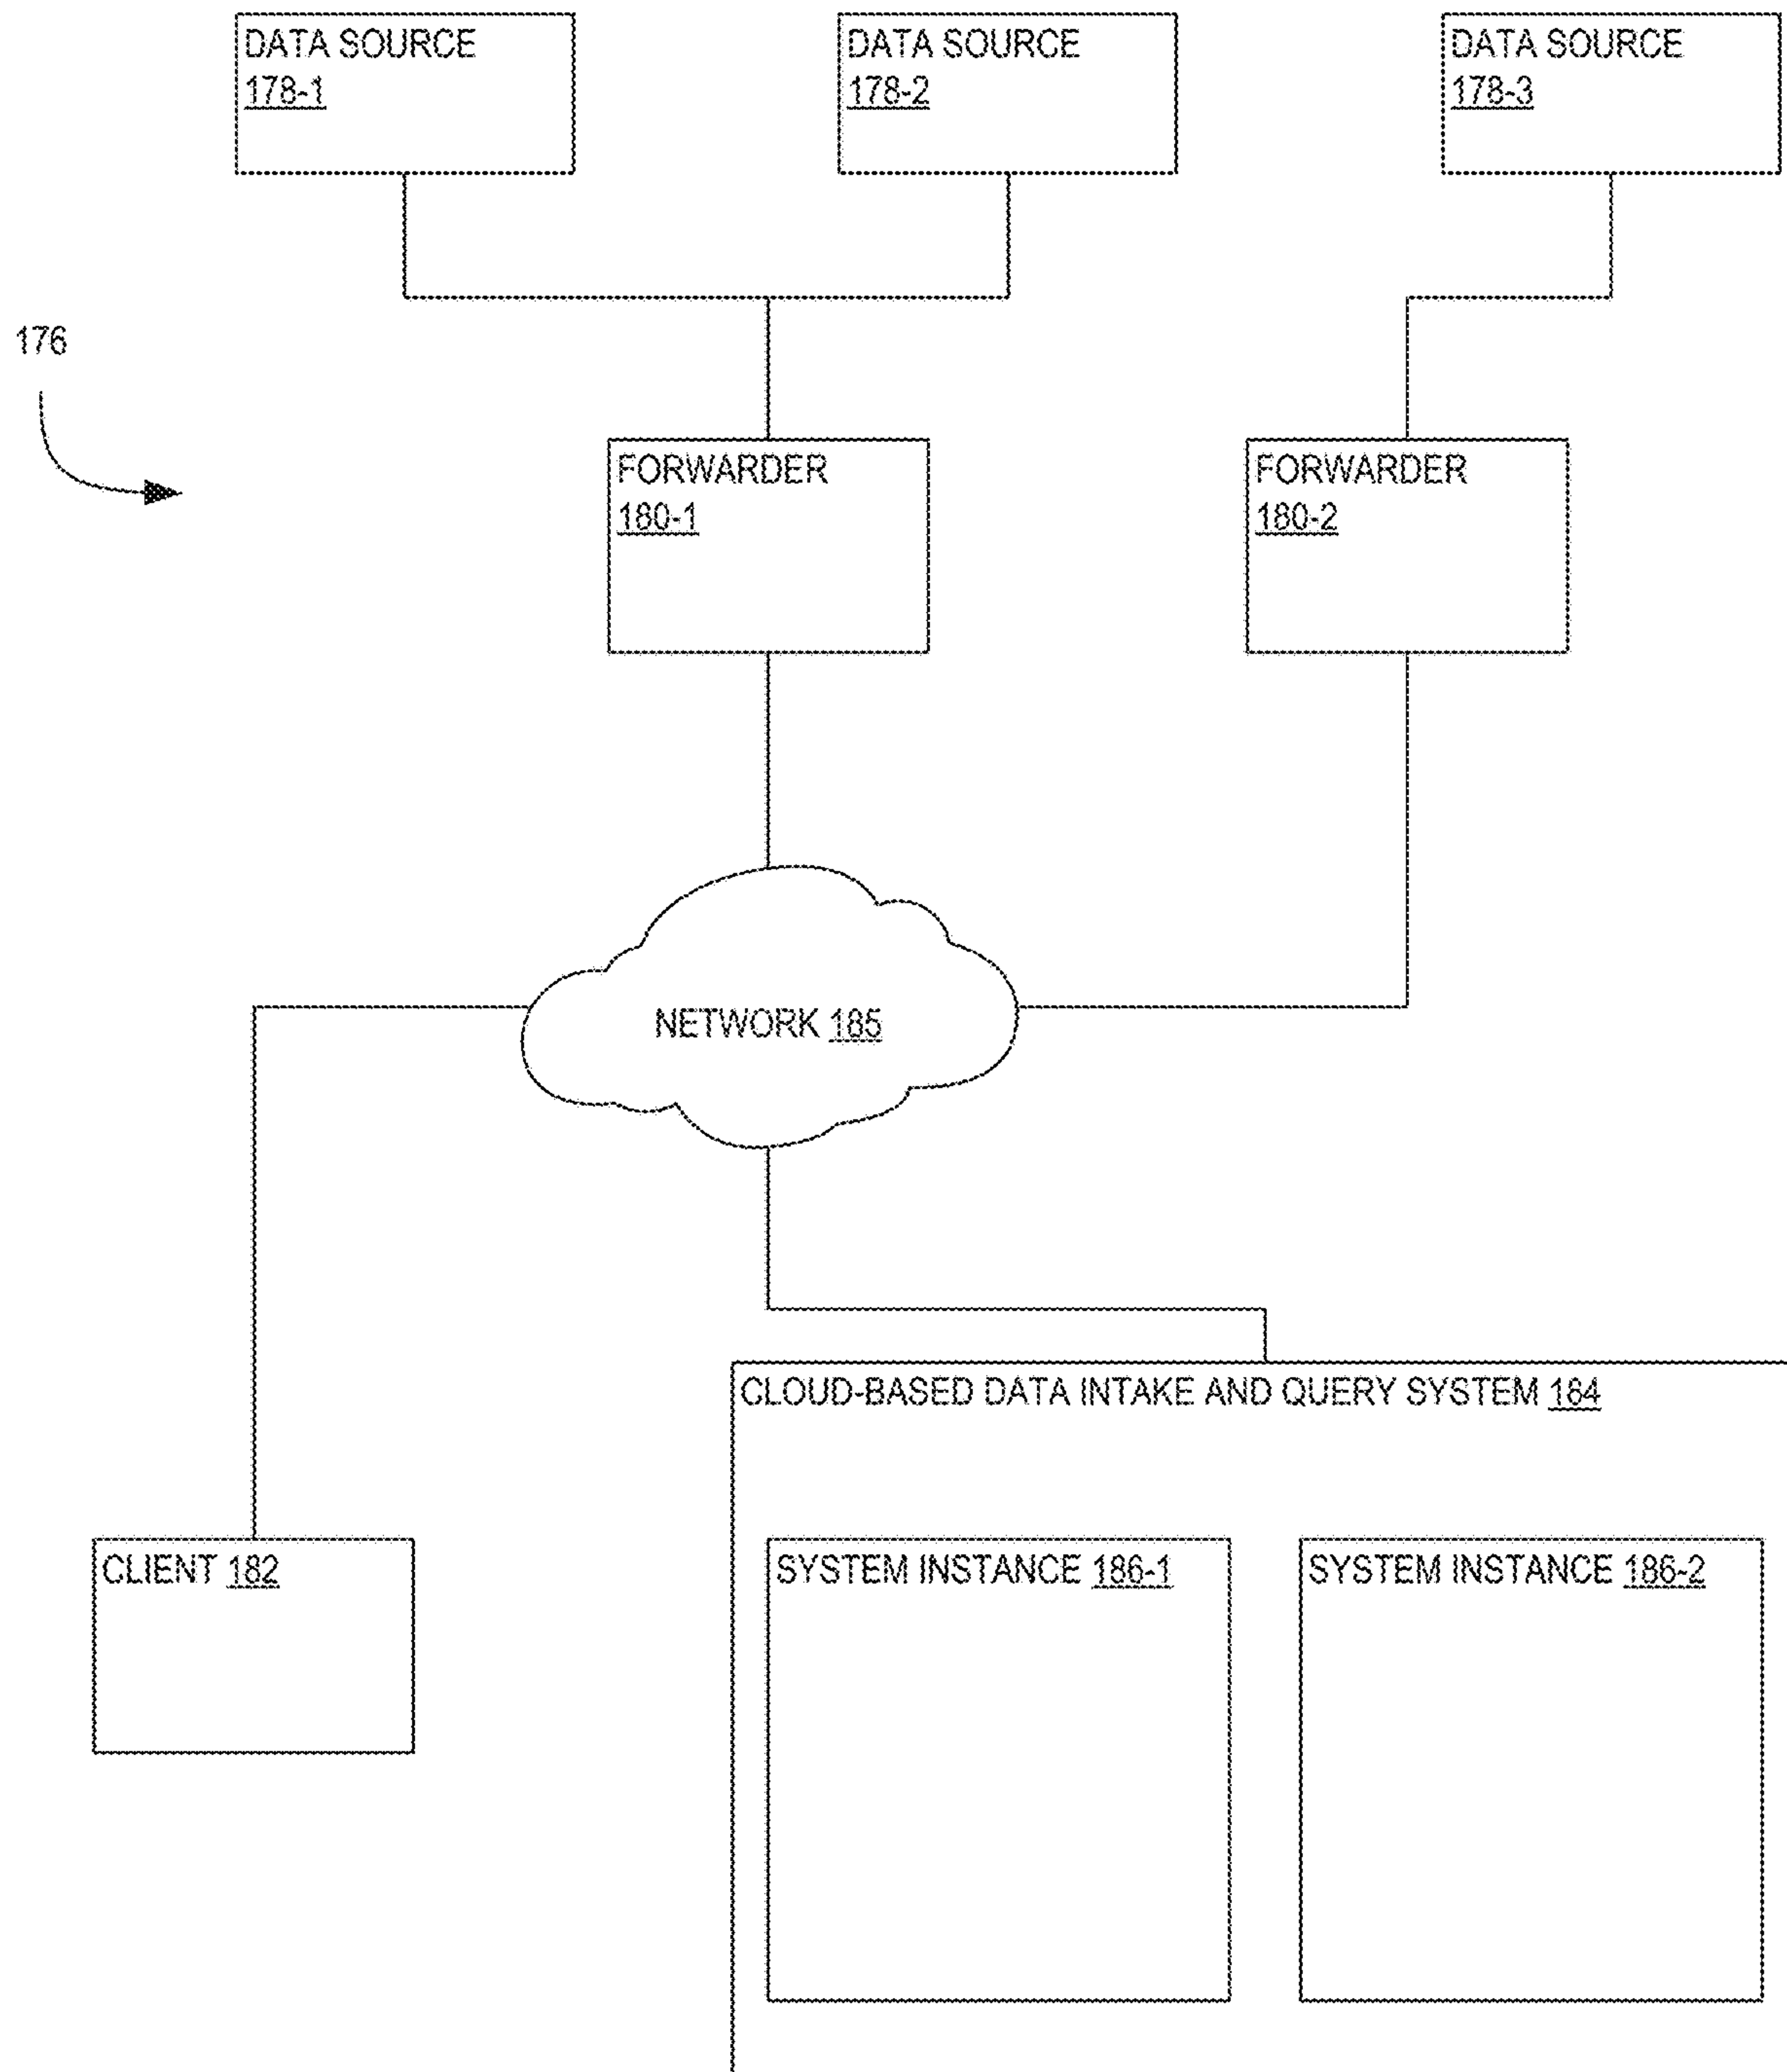 DATA SOURCE
178-1
DATA SOURCE
178-2
DATA SOURCE
178-3
176
FORWARDER
180-1
FORWARDER
180-2
NETWORK 185
CLOUD-BASED DATA INTAKE AND QUERY SYSTEM 184
CLIENT 182
SYSTEM INSTANCE 186-1
SYSTEM INSTANCE 186-2